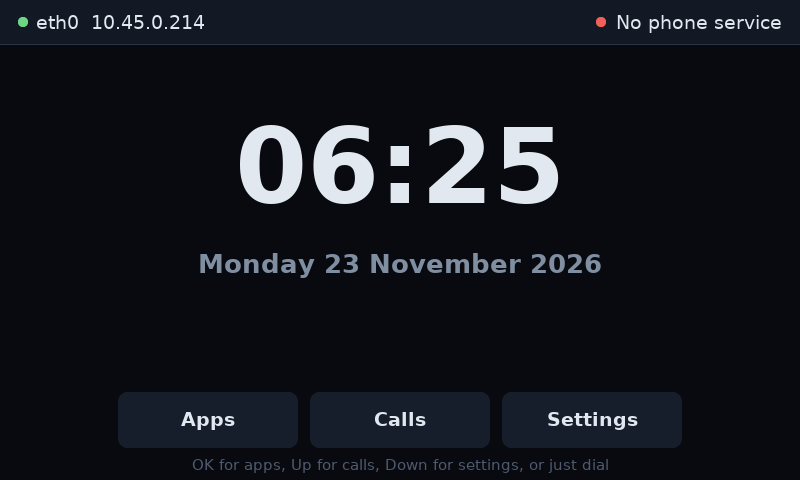 eth0 10.45.0.214
No phone service
06:25
Monday 23 November 2026
Apps
Calls
Settings
OK for apps, Up for calls, Down for settings, or just dial